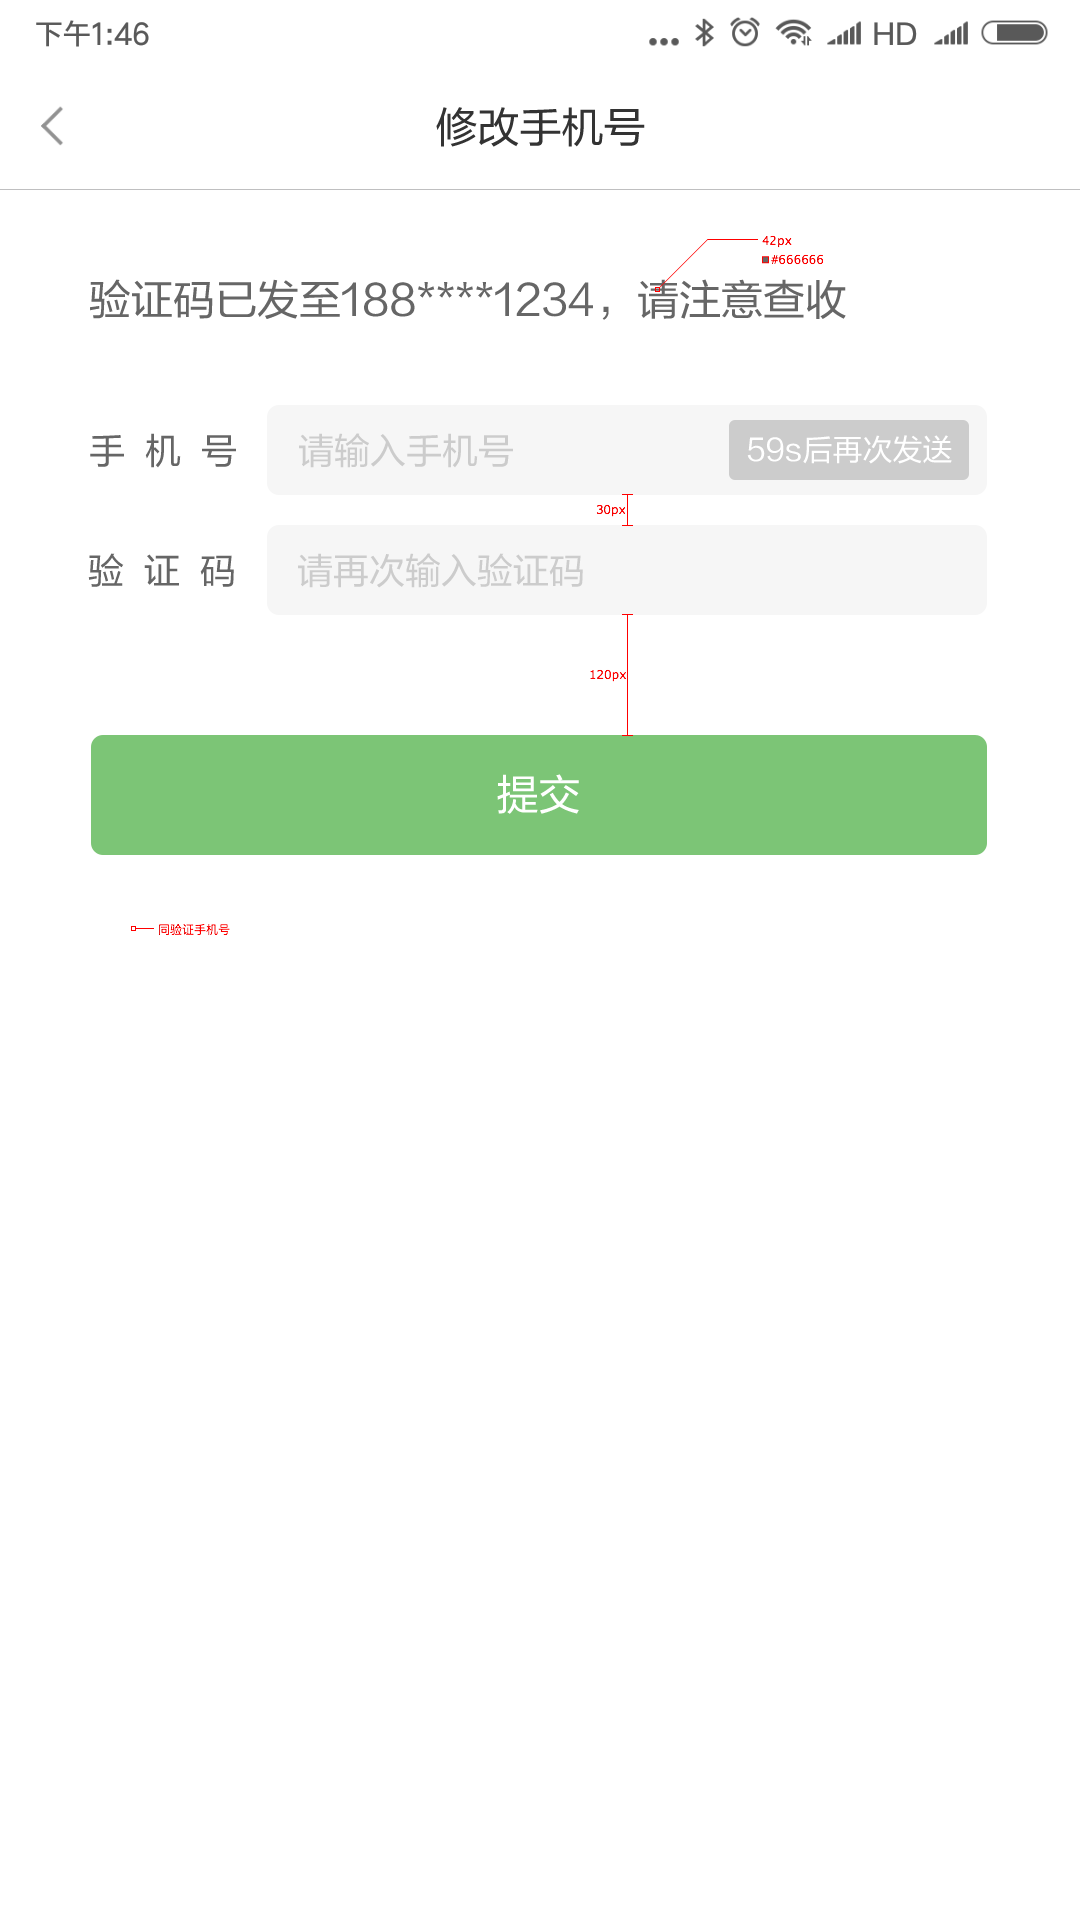 下午1:46 HD
修改手机号
42px
#666666
验证码已发至188****1234，请注意查收
手 机 号 请输入手机号 59s后再次发送
30px
验 证 码 请再次输入验证码
120px
提交
同验证手机号